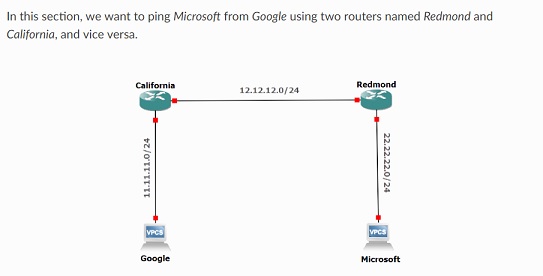 In this section, we want to ping Microsoft from Google using two routers named Redmond and
California, and vice versa.
California
Redmond
12.12.12.0/24
11.11.11.0/24
22.22.22.0/24
VPCS
VPCS
Google
Microsoft